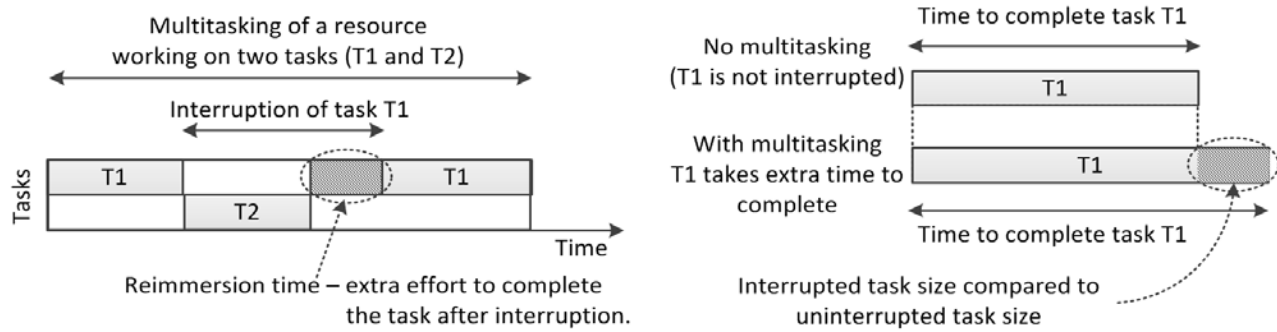 Multitasking of a resource
working on two tasks (T1 and T2)
Interruption of task T1
Tasks
T1
T1
T2
Time
Reimmersion time – extra effort to complete
the task after interruption.
Time to complete task T1
No multitasking
(T1 is not interrupted)
T1
With multitasking
T1 takes extra time to
complete
T1
Time to complete task T1
Interrupted task size compared to
uninterrupted task size